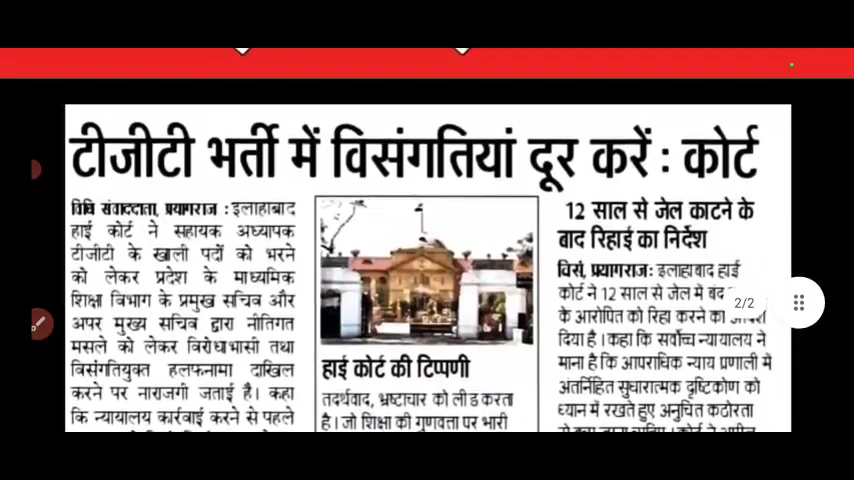 टीजीटी भर्ती में विसंगतियां दूर करें : कोर्ट
विधि संवाददाता, प्रयागराज : इलाहाबाद
हाई कोर्ट ने सहायक अध्यापक
टीजीटी के खाली पदों को भरने
को लेकर प्रदेश के माध्यमिक
शिक्षा विभाग के प्रमुख सचिव और
अपर मुख्य सचिव द्वारा नीतिगत
मसले को लेकर विरोधाभासी तथा
विसंगतियुक्त हलफनामा दाखिल
करने पर नाराजगी जताई है। कहा
कि न्यायालय कार्रवाई करने से पहले
हाई कोर्ट की टिप्पणी
तदर्थवाद, भ्रष्टाचार को लीड करता
है। जो शिक्षा की गुणवत्ता पर भारी
12 साल से जेल काटने के
बाद रिहाई का निर्देश
विसं, प्रयागराज: इलाहाबाद हाई
कोर्ट ने 12 साल से जेल में बंद
के आरोपित को रिहा करने का
दिया है। कहा कि सर्वोच्च न्यायालय ने
माना है कि आपराधिक न्याय प्रणाली में
अंतर्निहित सुधारात्मक दृष्टिकोण को
ध्यान में रखते हुए अनुचित कठोरता
2/2